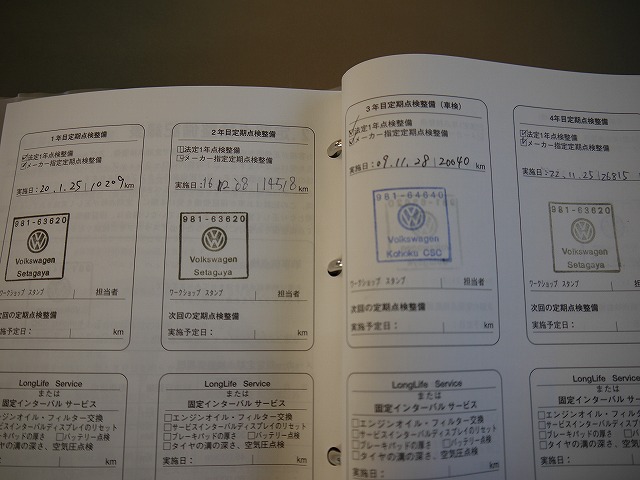 1年目定期点検整備
法定1年点検整備
メーカー指定定期点検整備
実施日：20.1.25 10209km
981-63620
Volkswagen
Setagaya
ワークショップ スタンプ 担当者
次回の定期点検整備
実施予定日： km
2年目定期点検整備
法定1年点検整備
メーカー指定定期点検整備
実施日：16 12 '08 14518km
981-63620
Volkswagen
Setagaya
ワークショップ スタンプ 担当者
次回の定期点検整備
実施予定日： km
3年目定期点検整備（車検）
法定1年点検整備
メーカー指定定期点検整備
実施日：09.11.28 20040km
981-64640
Volkswagen
Kohoku CSC
ワークショップ スタンプ 担当者
次回の定期点検整備
実施予定日： km
4年目定期点検整備
法定1年点検整備
メーカー指定定期点検整備
実施日：22.11.25 26815
981-63620
Volkswagen
Setagaya
ワークショップ スタンプ
次回の定期点検整備
実施予定日：
LongLife Service
または
固定インターバル サービス
ンジンオイル・フィルター交換
ービスインターバルディスプレイのリセット
ーキパッドの厚さ □バッテリー点検
イヤの溝の深さ、空気圧点検
km
LongLife Service
または
固定インターバル サービス
□エンジンオイル・フィルター交換
□サービスインターバルディスプレイのリセット
□ブレーキパッドの厚さ □バッテリー点検
□タイヤの溝の深さ、空気圧点検
実施日： km
LongLife Service
または
固定インターバル サービス
□エンジンオイル・フィルター交換
□サービスインターバルディスプレイのリセット
□ブレーキパッドの厚さ □バッテリー点検
□タイヤの溝の深さ、空気圧点検
実施日： km
LongLife Service
または
固定インターバル サービ
□エンジンオイル・フィルター
□サービスインターバルディスプレ
□ブレーキパッドの厚さ
□タイヤの溝の深さ、空気
実施日：